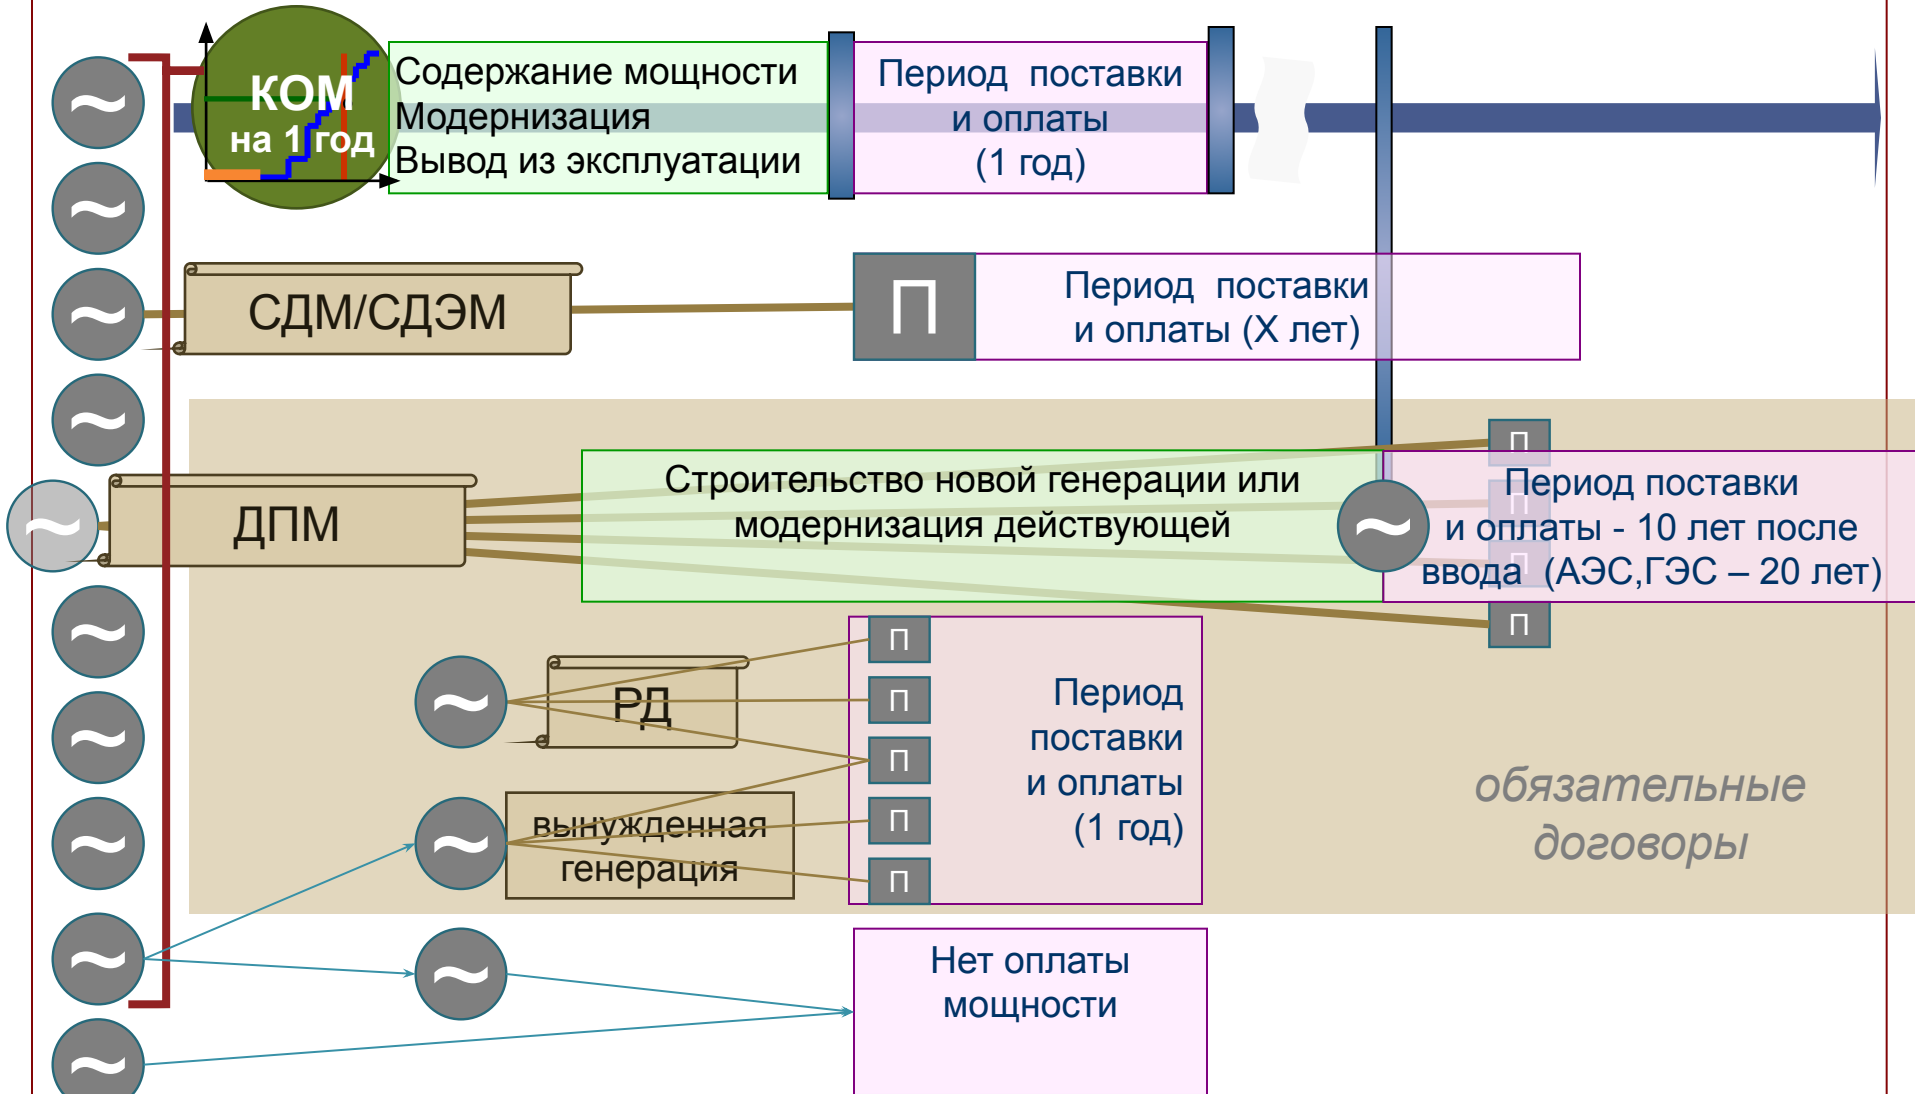 КОМ
на 1 год
Содержание мощности
Модернизация
Вывод из эксплуатации
Период поставки
и оплаты
(1 год)
СДМ/СДЭМ
П
Период поставки
и оплаты (X лет)
ДПМ
Строительство новой генерации или
модернизация действующей
П
П
П
П
Период поставки
и оплаты - 10 лет после
ввода (АЭС,ГЭС – 20 лет)
РД
П
П
П
П
П
Период
поставки
и оплаты
(1 год)
вынужденная
генерация
обязательные
договоры
Нет оплаты
мощности